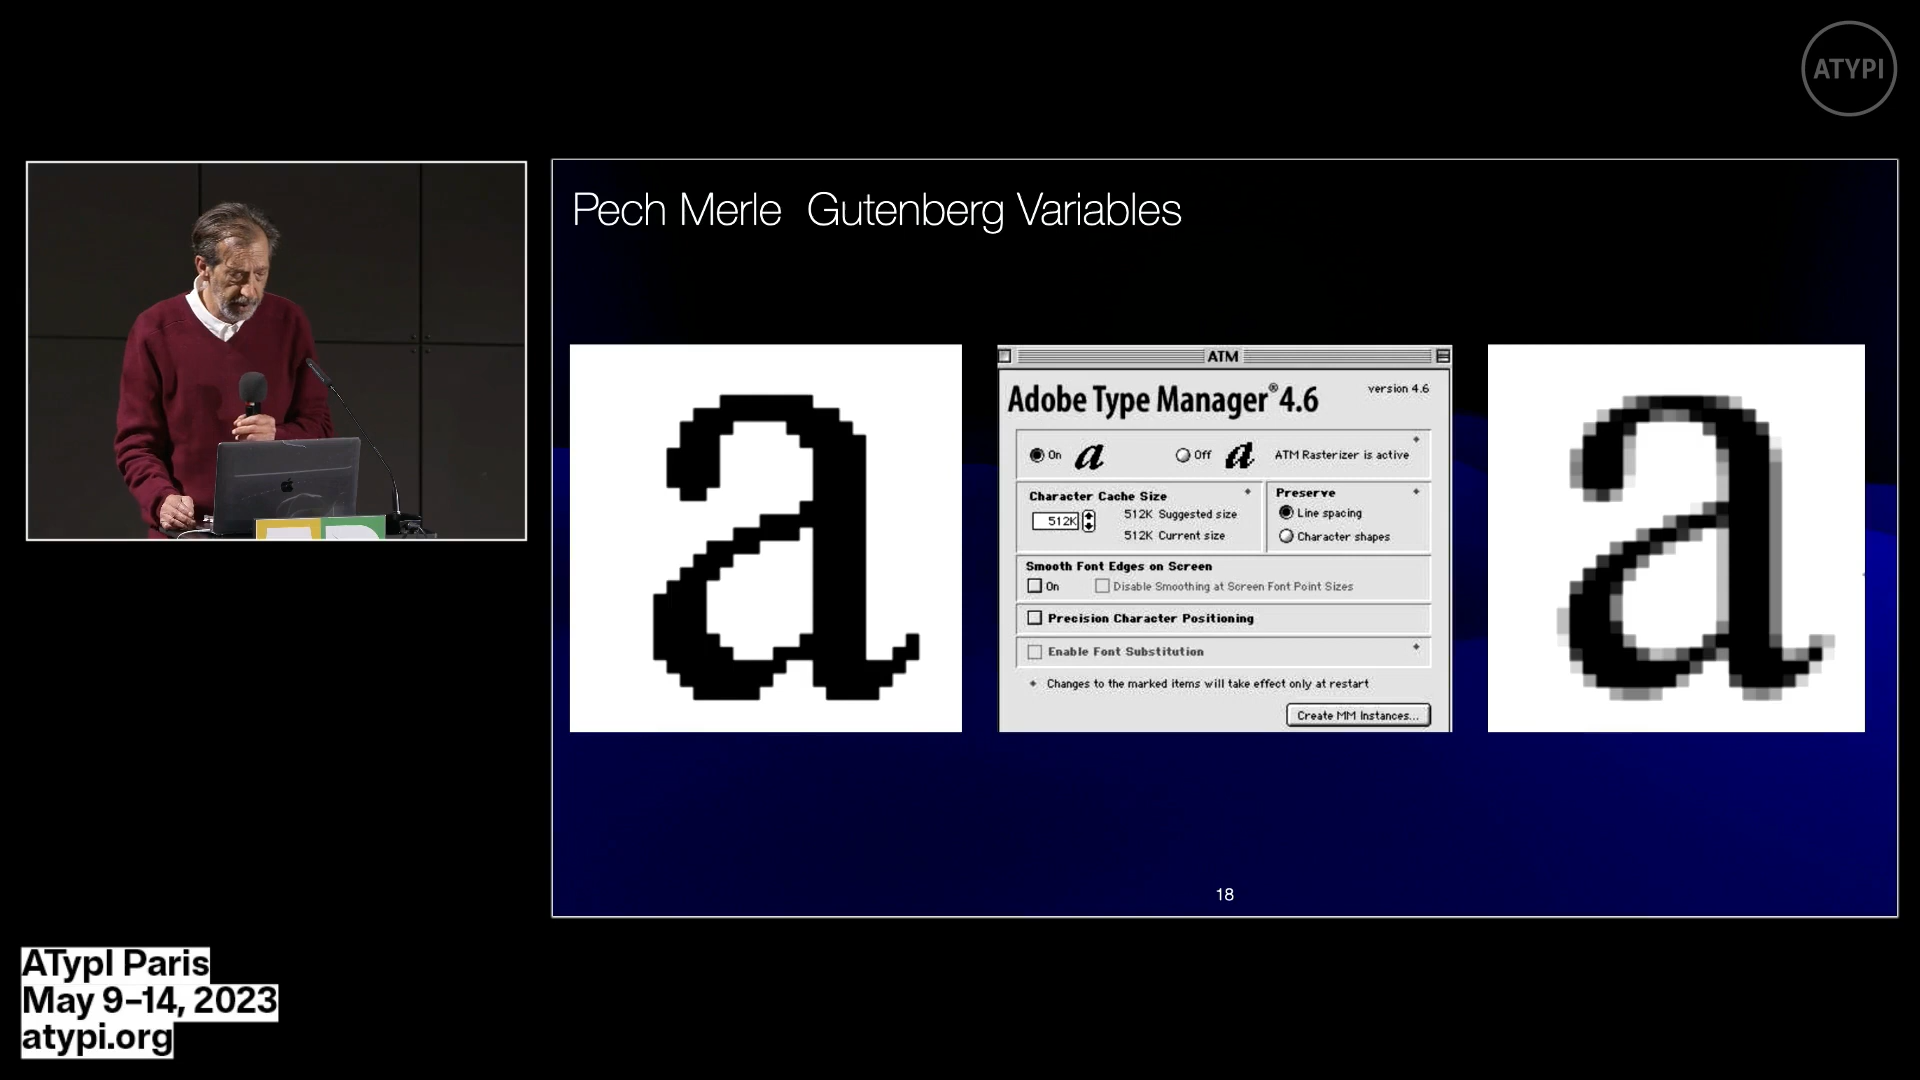 ATYPI
Pech Merle  Gutenberg Variables
a
ATM
Adobe Type Manager®4.6
version 4.6
On a
Off a
ATM Rasterizer is active
Character Cache Size
512K
512K Suggested size
512K Current size
Preserve
Line spacing
Character shapes
Smooth Font Edges on Screen
On
Disable Smoothing at Screen Font Point Sizes
Precision Character Positioning
Enable Font Substitution
Changes to the marked items will take effect only at restart
Create MM Instances...
a
18
ATypI Paris
May 9–14, 2023
atypi.org